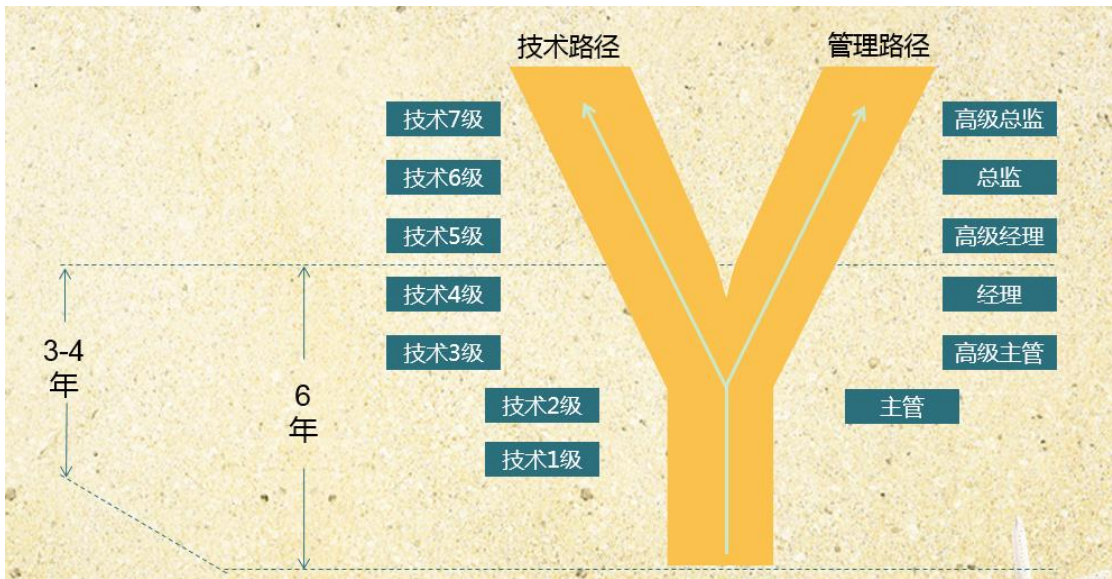 技术路径
管理路径
技术7级
高级总监
技术6级
总监
技术5级
高级经理
技术4级
经理
3-4
年
技术3级
高级主管
6
年
技术2级
主管
技术1级